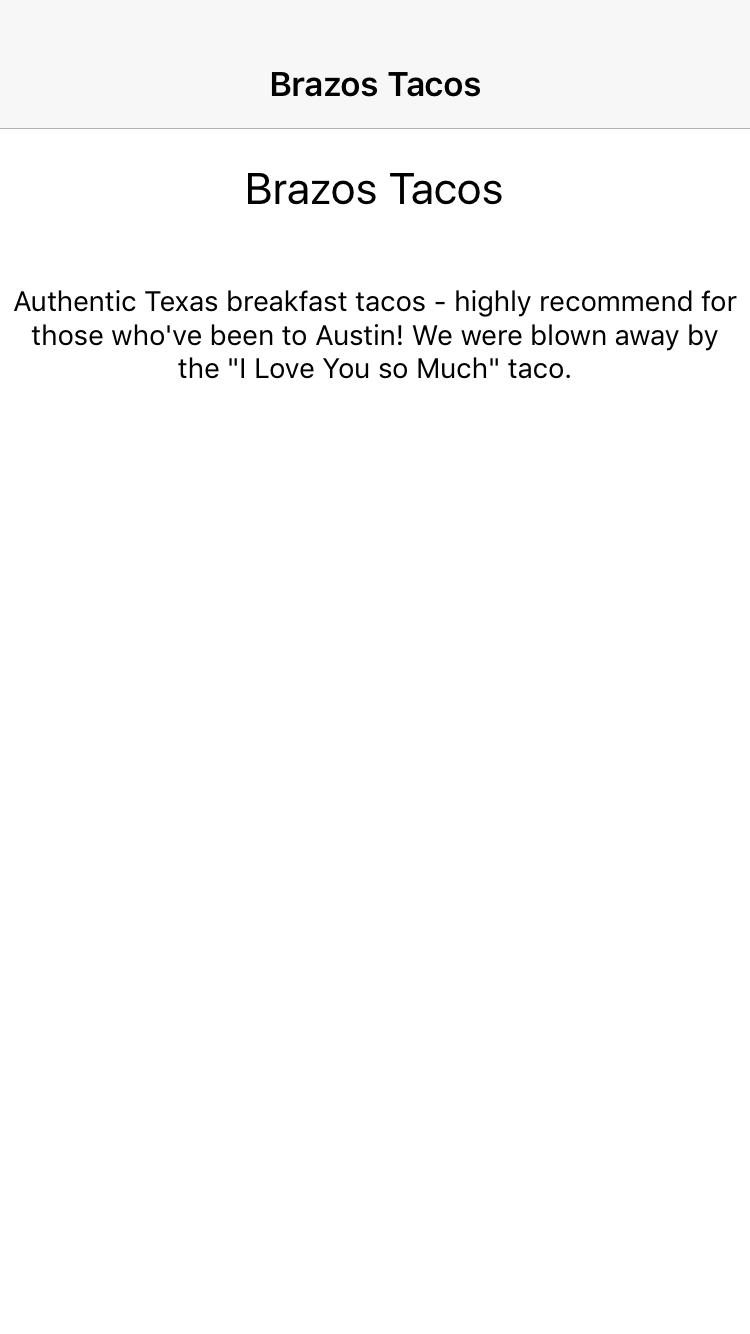 Brazos Tacos
Brazos Tacos
Authentic Texas breakfast tacos - highly recommend for
those who've been to Austin! We were blown away by
the "I Love You so Much" taco.